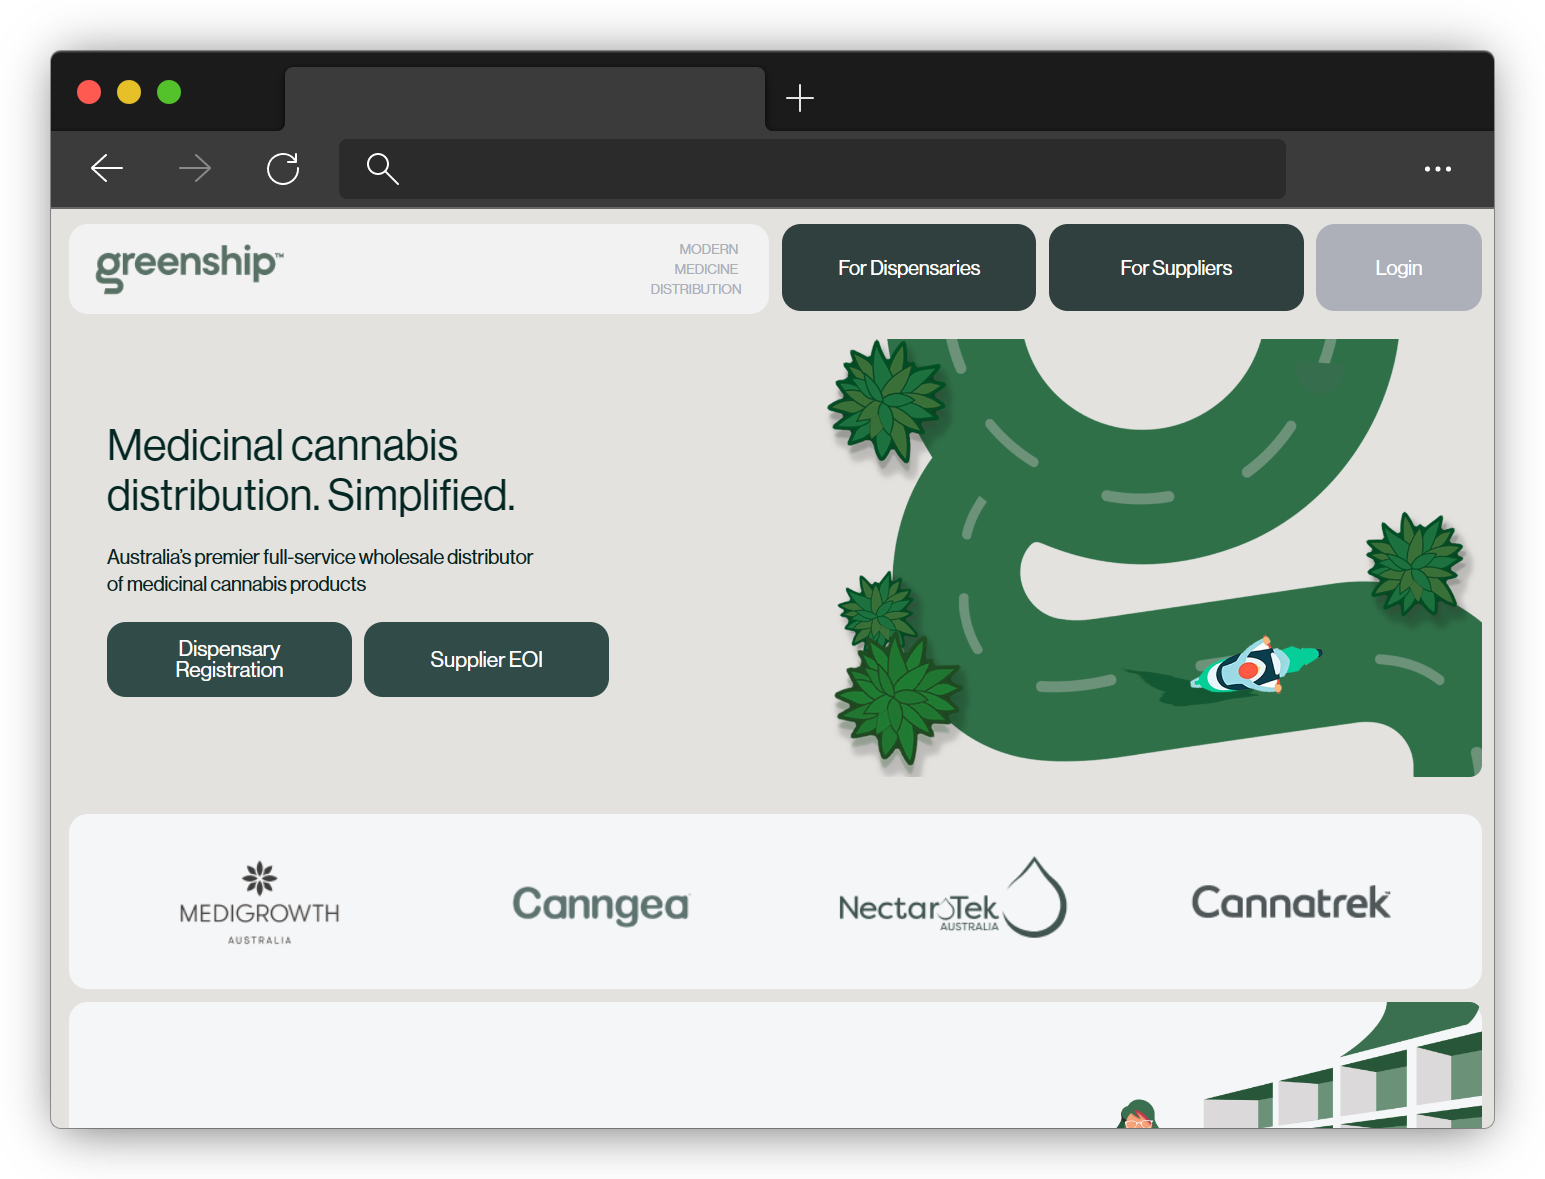 greenship™
MODERN
MEDICINE
DISTRIBUTION
For Dispensaries
For Suppliers
Login
Medicinal cannabis
distribution. Simplified.
Australia's premier full-service wholesale distributor
of medicinal cannabis products
Dispensary
Registration
Supplier EOI
MEDIGROWTH
AUSTRALIA
Canngea
NectarTek
AUSTRALIA
Cannatrek™